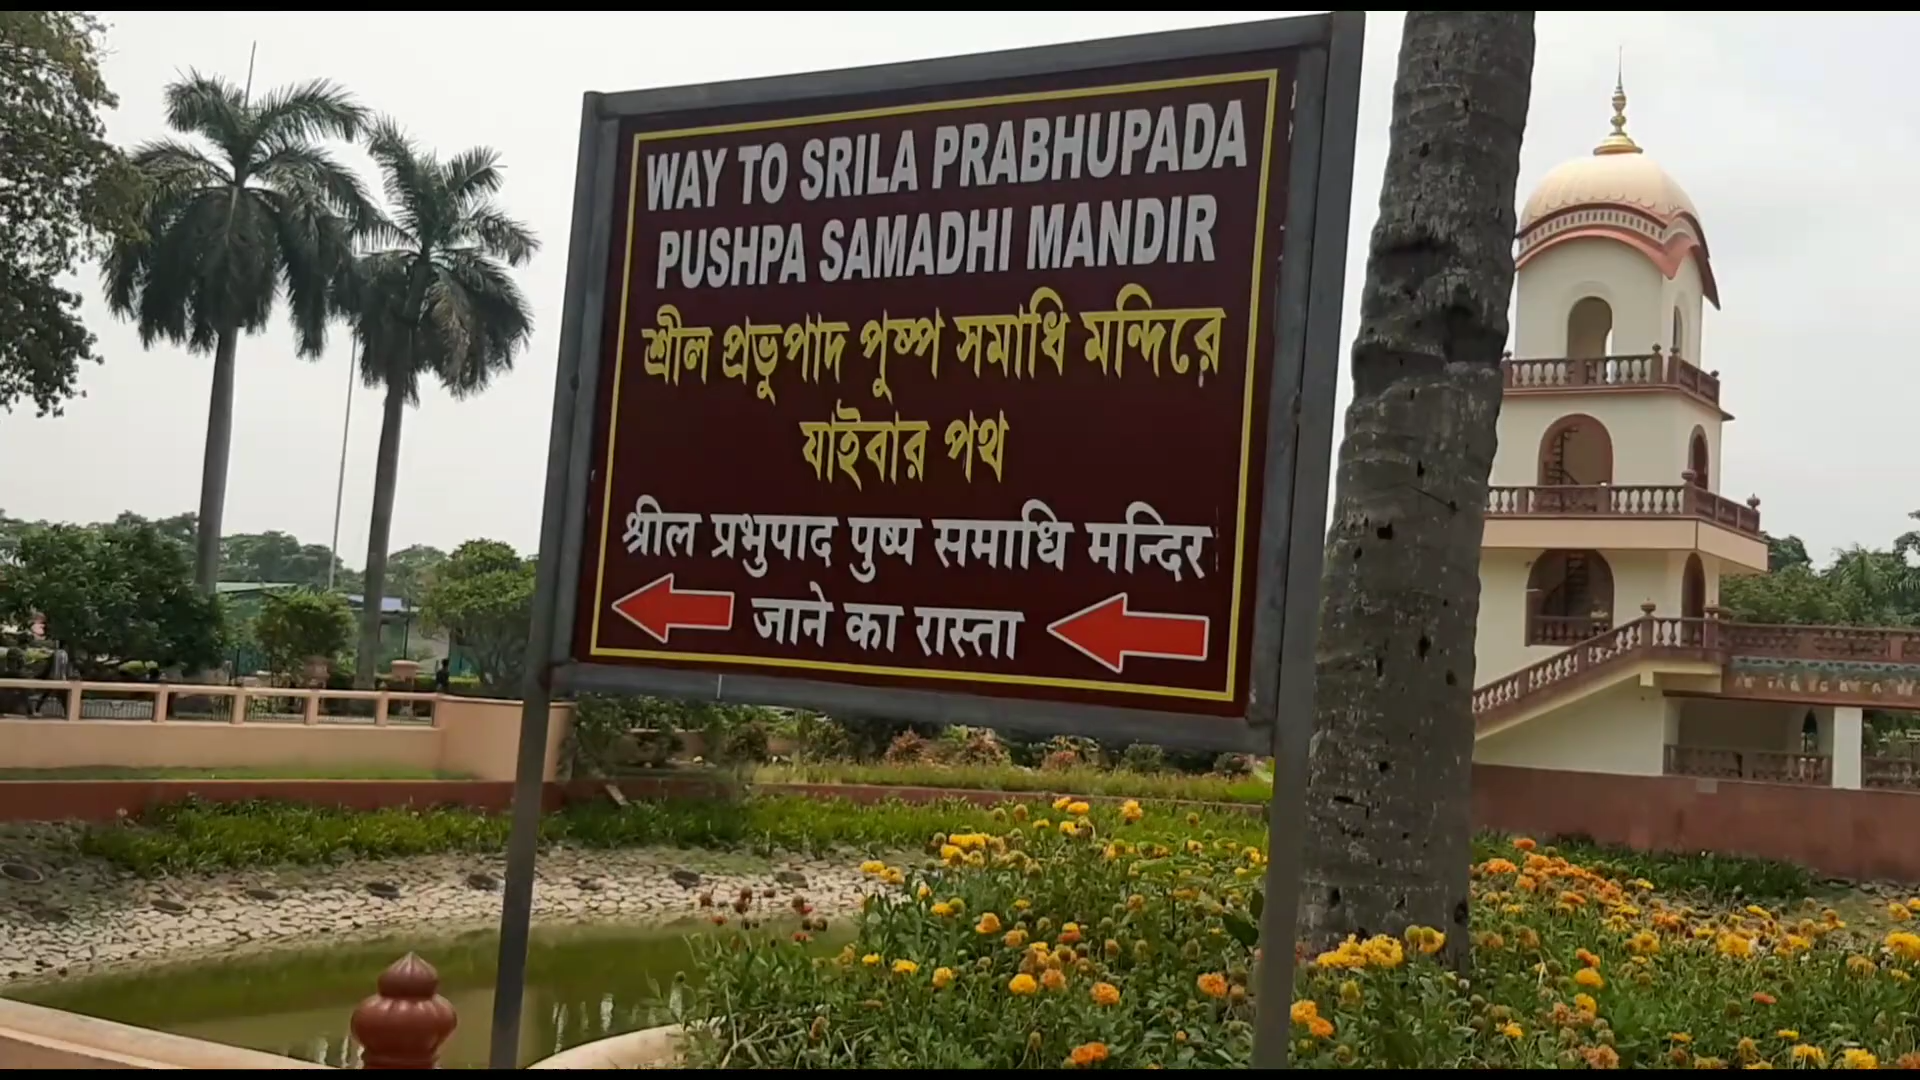 WAY TO SRILA PRABHUPADA
PUSHPA SAMADHI MANDIR
শ্রীল প্রভুপাদ পুষ্প সমাধি মন্দিরে
যাইবার পথ
श्रील प्रभुपाद पुष्प समाधि मन्दिर
जाने का रास्ता